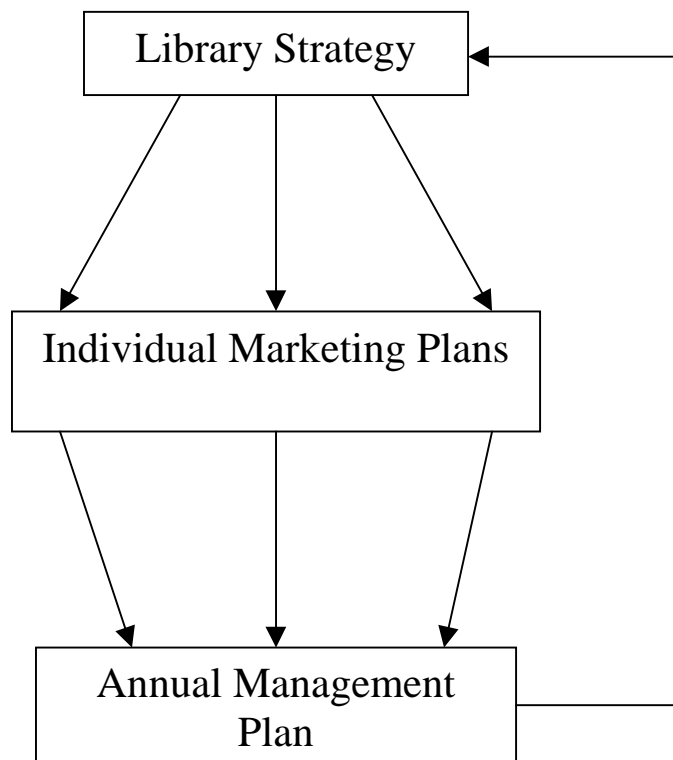 Library Strategy
Individual Marketing Plans
Annual Management
Plan